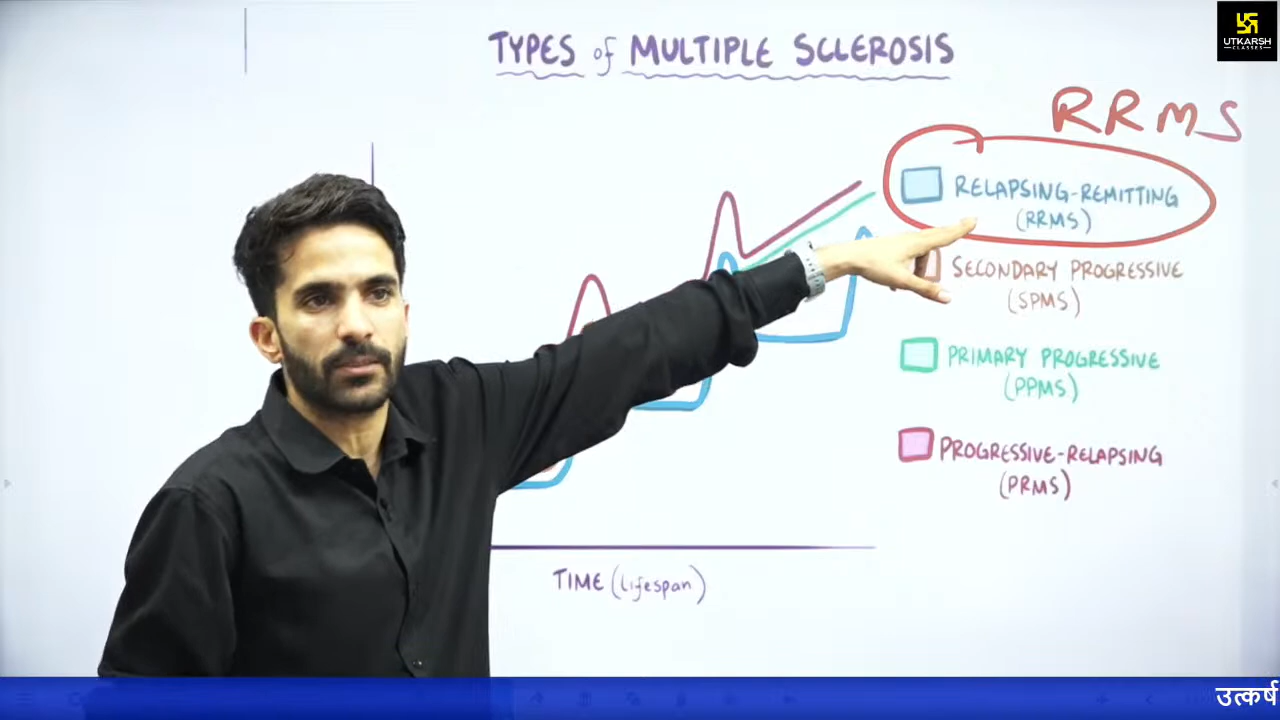 TYPES of MULTIPLE SCLEROSIS
UTKARSH
CLASSES
RRMS
RELAPSING-REMITTING
(RRMS)
SECONDARY PROGRESSIVE
(SPMS)
PRIMARY PROGRESSIVE
(PPMS)
PROGRESSIVE-RELAPSING
(PRMS)
TIME (lifespan)
उत्कर्ष